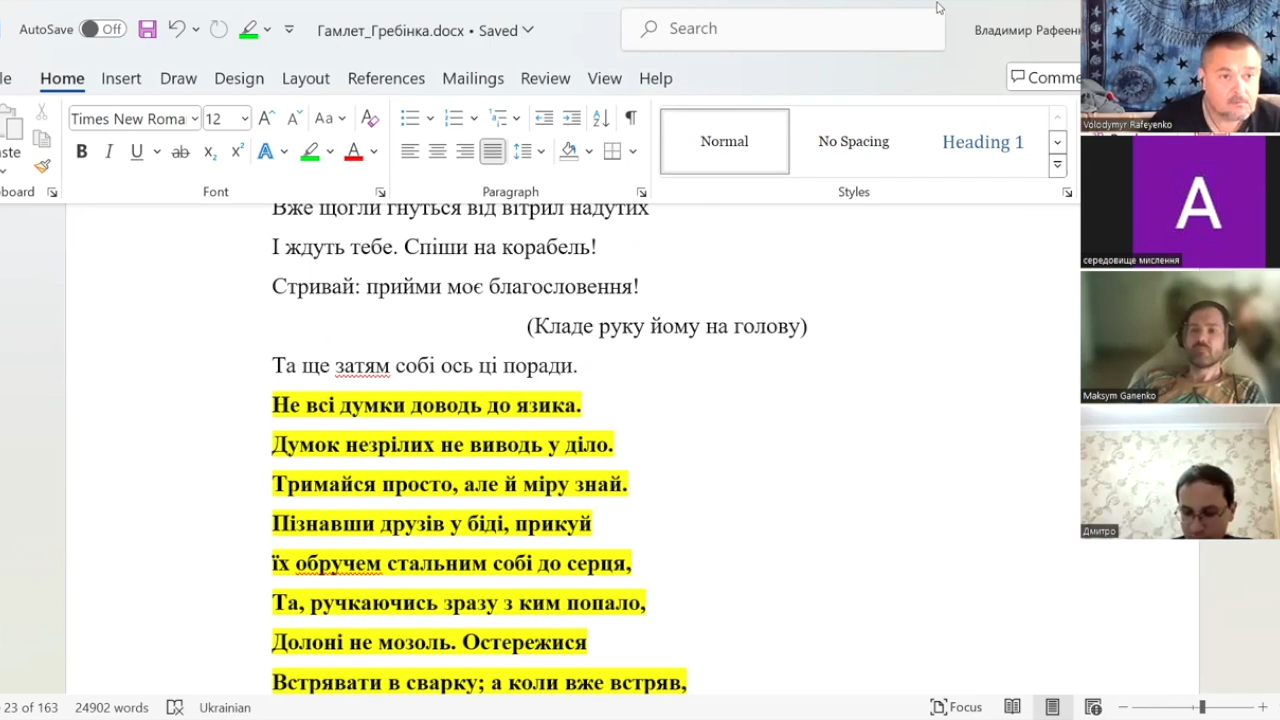 AutoSave Off Гамлет_Гребінка.docx • Saved Search Владимир Рафеенк
le Home Insert Draw Design Layout References Mailings Review View Help Comme
Times New Roma 12 Aa
Normal No Spacing Heading 1
aste B I U ab x₂ x² A A
board Font Paragraph Styles
Вже щогли гнуться від вітрил надутих
І ждуть тебе. Спіши на корабель!
Стривай: прийми моє благословення!
(Кладе руку йому на голову)
Та ще затям собі ось ці поради.
Не всі думки доводь до язика.
Думок незрілих не виводь у діло.
Тримайся просто, але й міру знай.
Пізнавши друзів у біді, прикуй
їх обручем стальним собі до серця,
Та, ручкаючись зразу з ким попало,
Долоні не мозоль. Остережися
Встрявати в сварку; а коли вже встряв,
23 of 163 24902 words Ukrainian Focus
Volodymyr Rafeyenko
A
середовище мислення
Maksym Ganenko
Дмитро